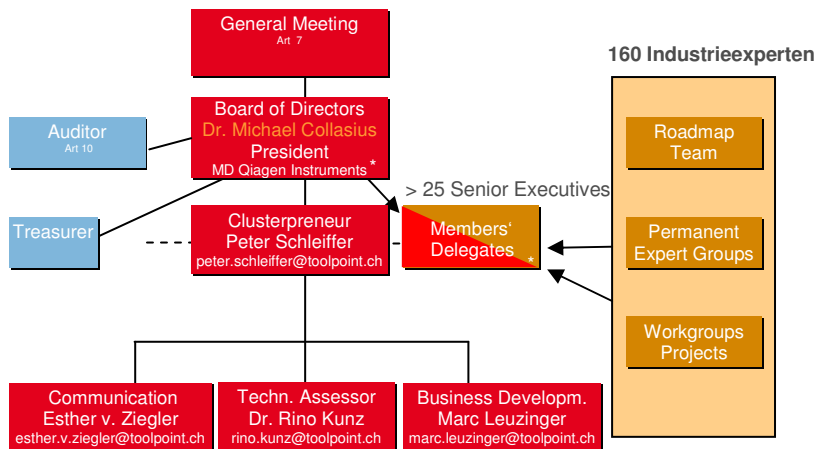 General Meeting
Art 7
160 Industrieexperten
Board of Directors
Dr. Michael Collasius
President
MD Qiagen Instruments *
Auditor
Art 10
Roadmap
Team
> 25 Senior Executives
Treasurer
Clusterpreneur
Peter Schleiffer
peter.schleiffer@toolpoint.ch
Members‘
Delegates
*
Permanent
Expert Groups
Workgroups
Projects
Communication
Esther v. Ziegler
esther.v.ziegler@toolpoint.ch
Techn. Assessor
Dr. Rino Kunz
rino.kunz@toolpoint.ch
Business Developm.
Marc Leuzinger
marc.leuzinger@toolpoint.ch